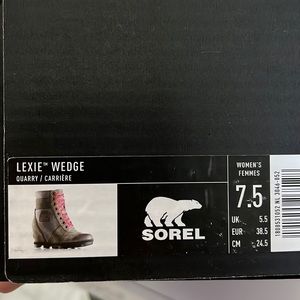 LEXIE™ WEDGE
QUARRY / CARRIÈRE
SOREL
WOMEN'S
FEMMES
7.5
UK 5.5
EUR 38.5
CM 24.5